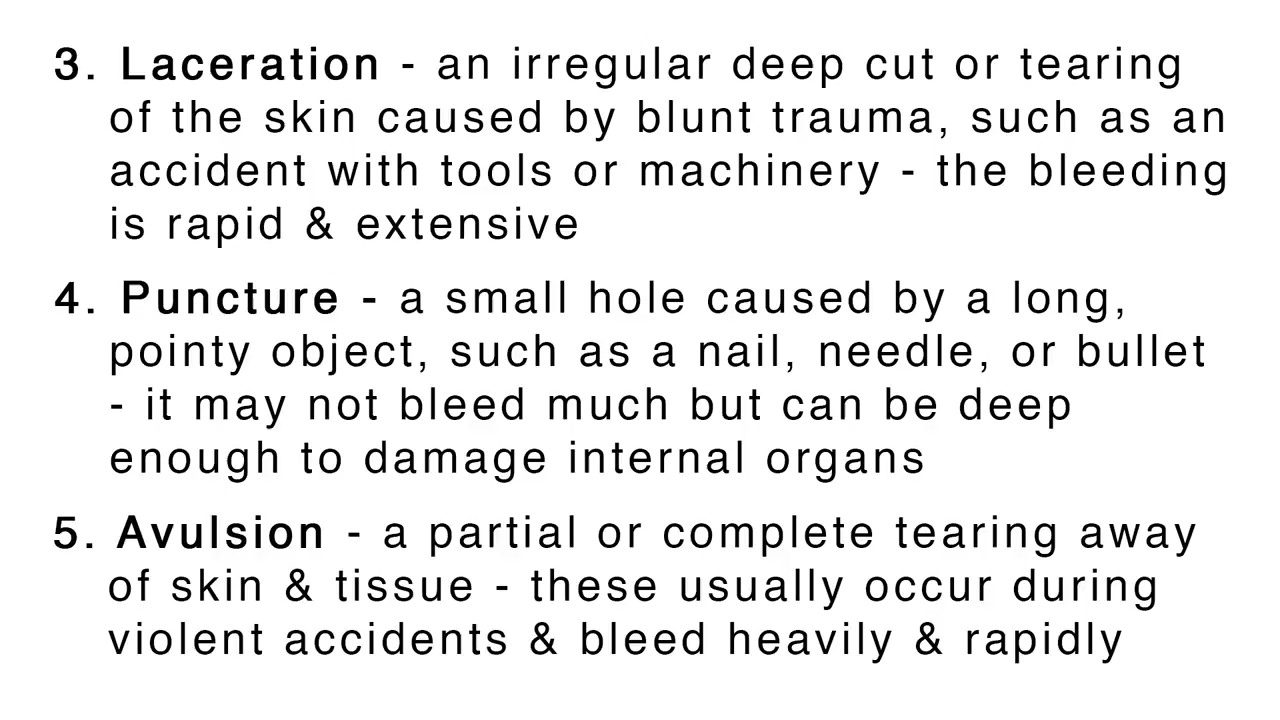 3. Laceration - an irregular deep cut or tearing
of the skin caused by blunt trauma, such as an
accident with tools or machinery - the bleeding
is rapid & extensive
4. Puncture - a small hole caused by a long,
pointy object, such as a nail, needle, or bullet
- it may not bleed much but can be deep
enough to damage internal organs
5. Avulsion - a partial or complete tearing away
of skin & tissue - these usually occur during
violent accidents & bleed heavily & rapidly